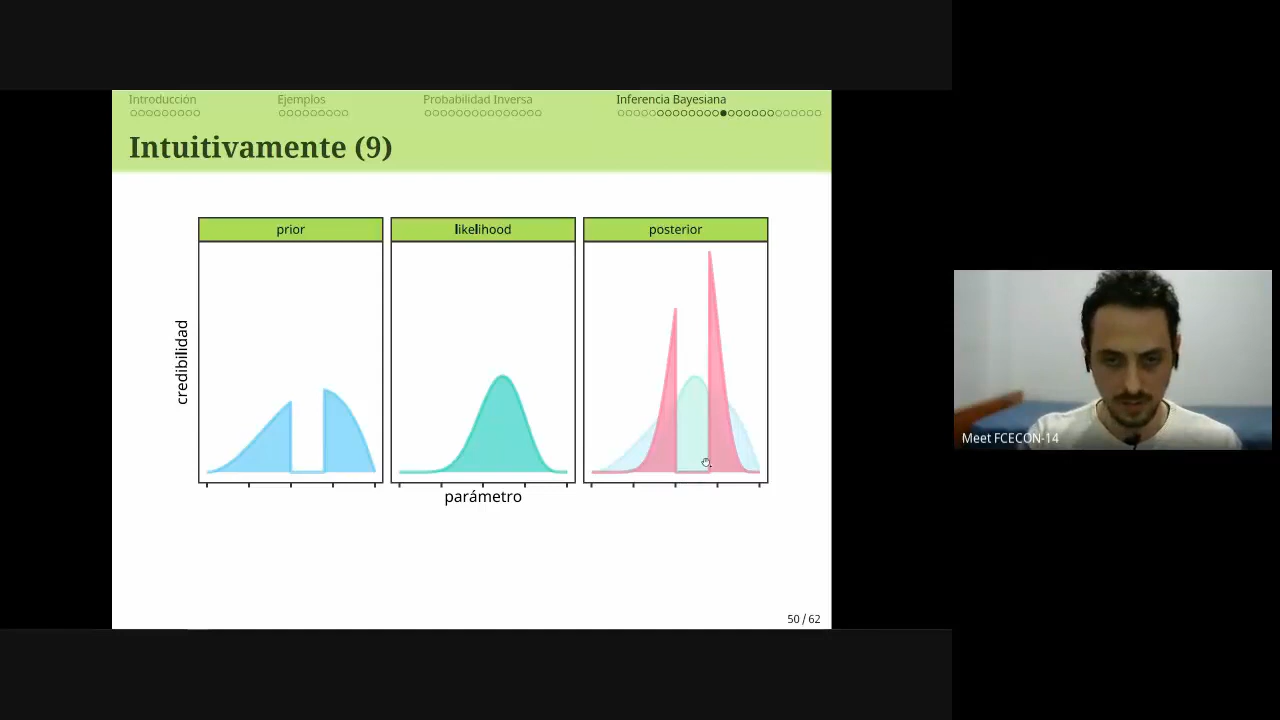 Introducción Ejemplos Probabilidad Inversa Inferencia Bayesiana
Intuitivamente (9)
prior likelihood posterior
credibilidad
parámetro
50 / 62
Meet FCECON-14